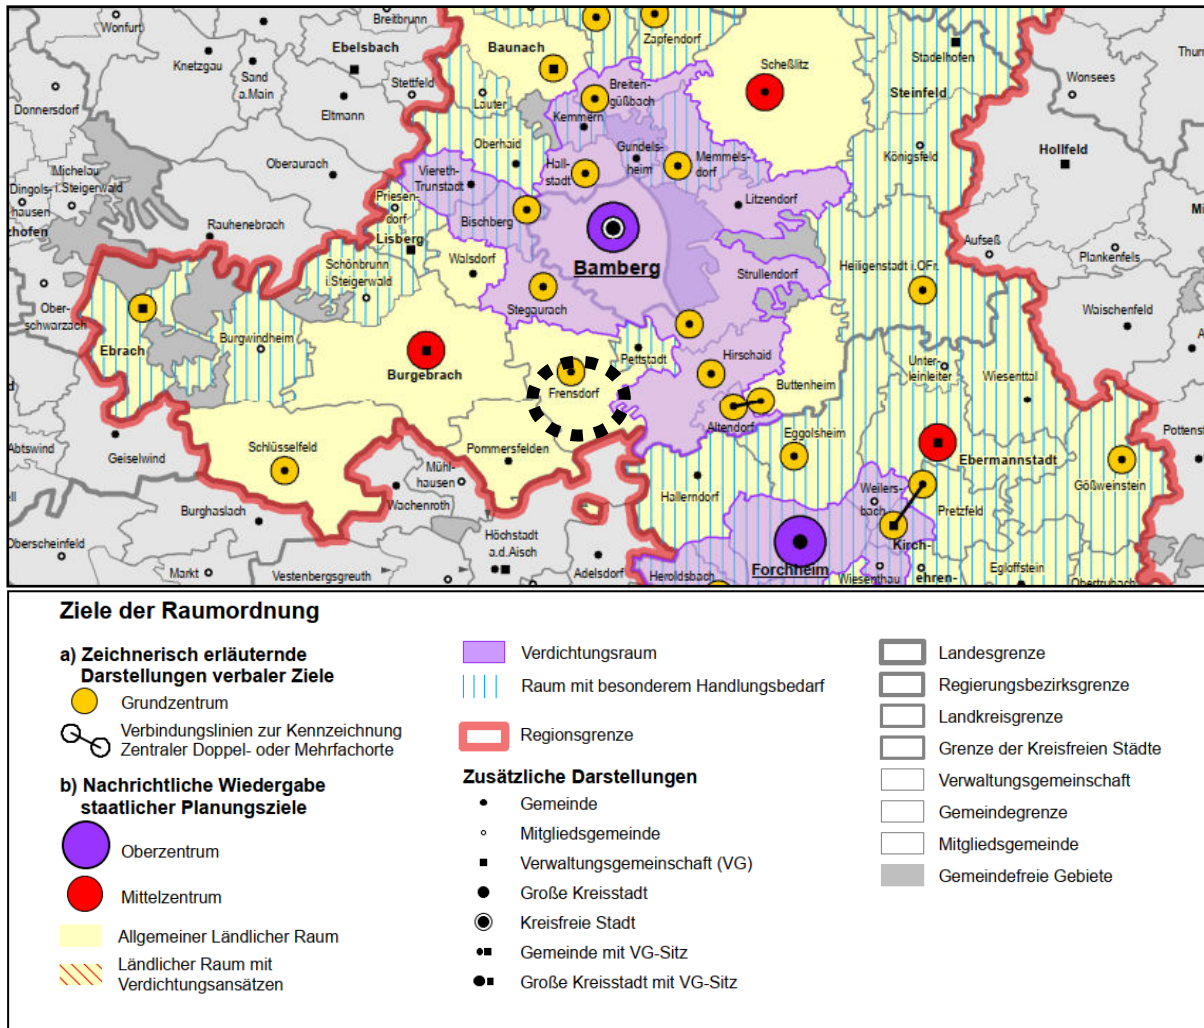 Wonfurt
Breitbrunn
Ebelsbach
Baunach
Zapfendorf
Stadelhofen
Knetzgau
Sand
a.Main
Stettfeld
Scheßlitz
Wonsees
Breiten-
güßbach
Donnersdorf
Eltmann
Lauter
Kemmern
Steinfeld
Oberaurach
Oberhaid
Gundels-
heim
Königsfeld
Hollfeld
Michelau
i.Steigerwald
Hall-
stadt
Memmels-
dorf
Viereth-
Trunstadt
Dingols-
hausen
Priesen-
dorf
Litzendorf
Rauhenebrach
Bischberg
Lisberg
Aufseß
Plankenfels
Walsdorf
Bamberg
Schönbrunn
i.Steigerwald
Strullendorf
Heiligenstadt i.OFr.
Ober-
schwarzach
Stegaurach
Waischenfeld
Burgwindheim
Ebrach
Pettstadt
Hirschaid
Unter-
leinleiter
Burgebrach
Wiesenttal
Frensdorf
Buttenheim
Altendorf
Abtswind
Schlüsselfeld
Eggolsheim
Geiselwind
Pommersfelden
Ebermannstadt
Pottenst
Mühl-
hausen
Gößweinstein
Hallerndorf
Weilers-
bach
Wachenroth
Pretzfeld
Burghaslach
Höchstadt
a.d.Aisch
Kirch-
ehren-
Oberscheinfeld
Adelsdorf
Forchheim
Wiesenthau
Egloffstein
Markt
Vestenbergsgreuth
Heroldsbach
Obertrubach
Ziele der Raumordnung
a) Zeichnerisch erläuternde
Darstellungen verbaler Ziele
Grundzentrum
Verbindungslinien zur Kennzeichnung
Zentraler Doppel- oder Mehrfachorte
b) Nachrichtliche Wiedergabe
staatlicher Planungsziele
Oberzentrum
Mittelzentrum
Allgemeiner Ländlicher Raum
Ländlicher Raum mit
Verdichtungsansätzen
Verdichtungsraum
Raum mit besonderem Handlungsbedarf
Regionsgrenze
Zusätzliche Darstellungen
Gemeinde
Mitgliedsgemeinde
Verwaltungsgemeinschaft (VG)
Große Kreisstadt
Kreisfreie Stadt
Gemeinde mit VG-Sitz
Große Kreisstadt mit VG-Sitz
Landesgrenze
Regierungsbezirksgrenze
Landkreisgrenze
Grenze der Kreisfreien Städte
Verwaltungsgemeinschaft
Gemeindegrenze
Mitgliedsgemeinde
Gemeindefreie Gebiete